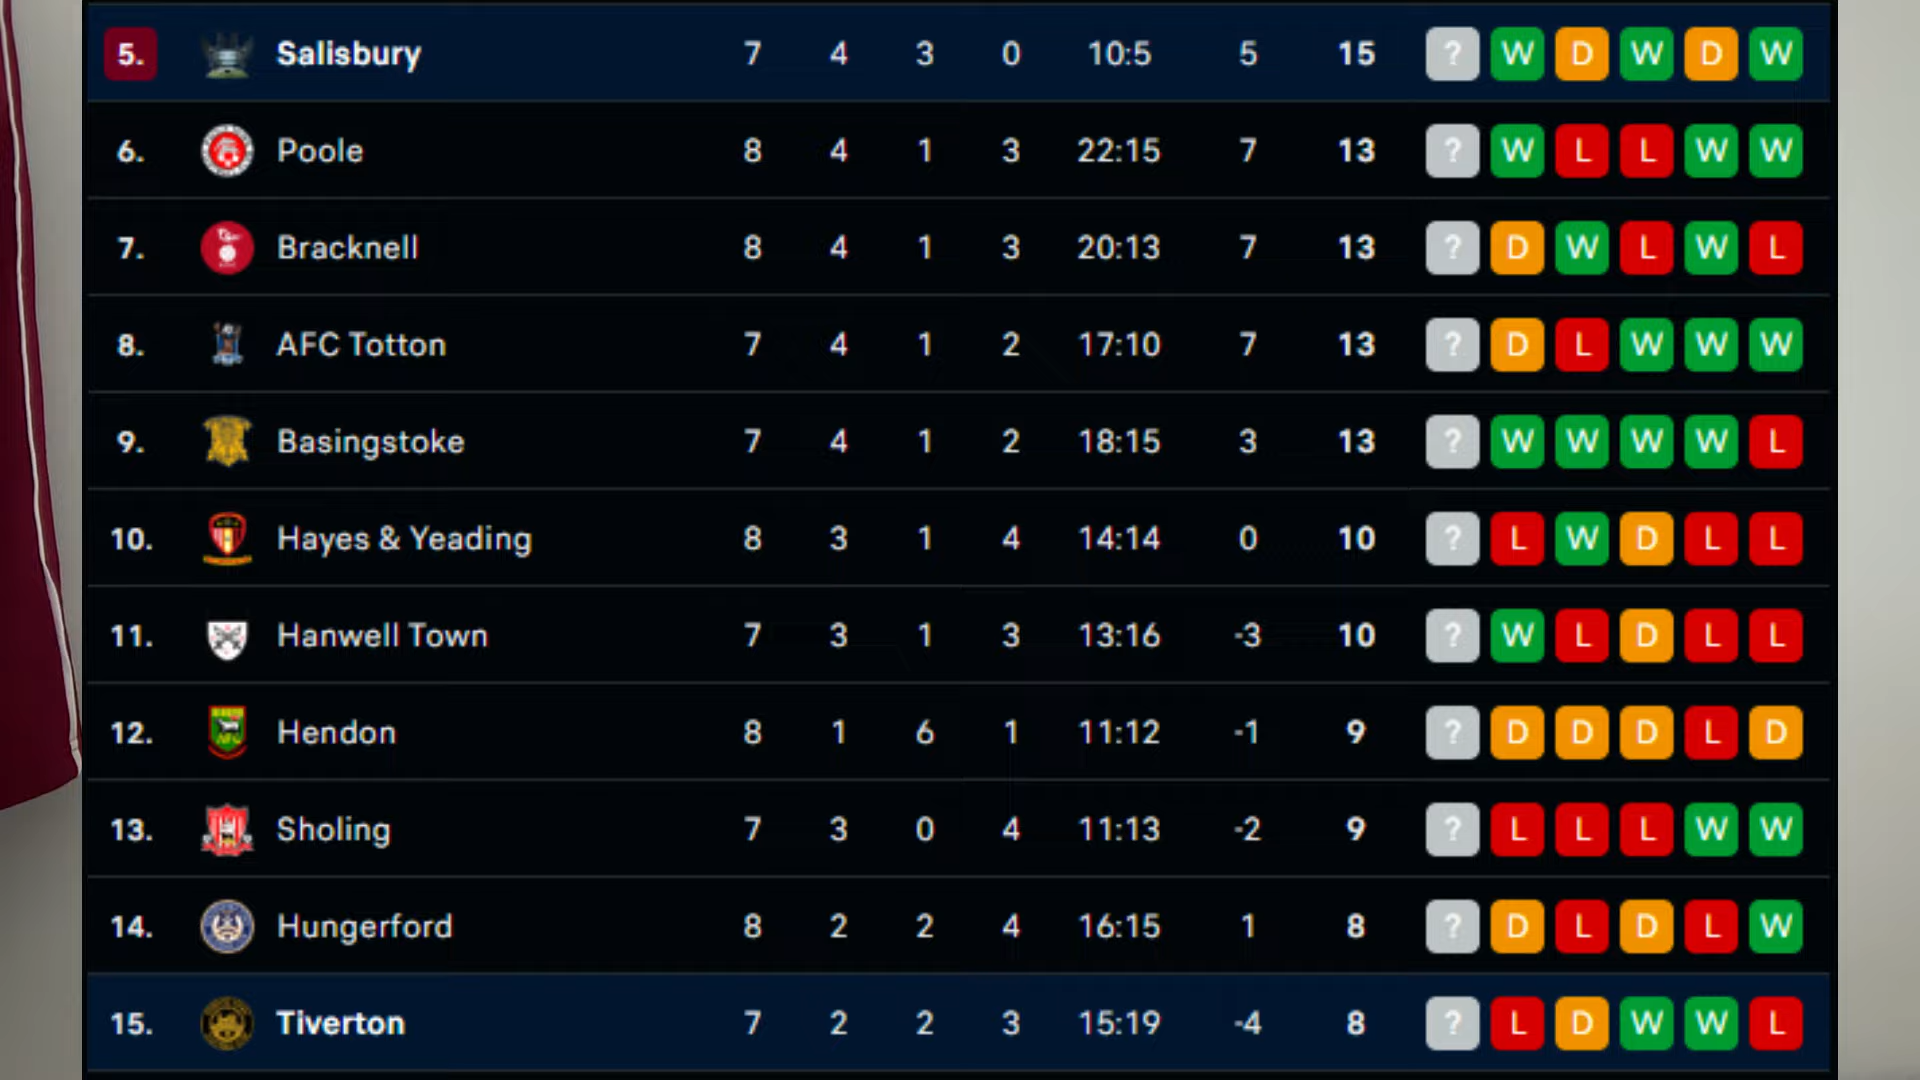 5. Salisbury 7 4 3 0 10:5 5 15 ? W D W D W
6. Poole 8 4 1 3 22:15 7 13 ? W L L W W
7. Bracknell 8 4 1 3 20:13 7 13 ? D W L W L
8. AFC Totton 7 4 1 2 17:10 7 13 ? D L W W W
9. Basingstoke 7 4 1 2 18:15 3 13 ? W W W W L
10. Hayes & Yeading 8 3 1 4 14:14 0 10 ? L W D L L
11. Hanwell Town 7 3 1 3 13:16 -3 10 ? W L D L L
12. Hendon 8 1 6 1 11:12 -1 9 ? D D D L D
13. Sholing 7 3 0 4 11:13 -2 9 ? L L L W W
14. Hungerford 8 2 2 4 16:15 1 8 ? D L D L W
15. Tiverton 7 2 2 3 15:19 -4 8 ? L D W W L